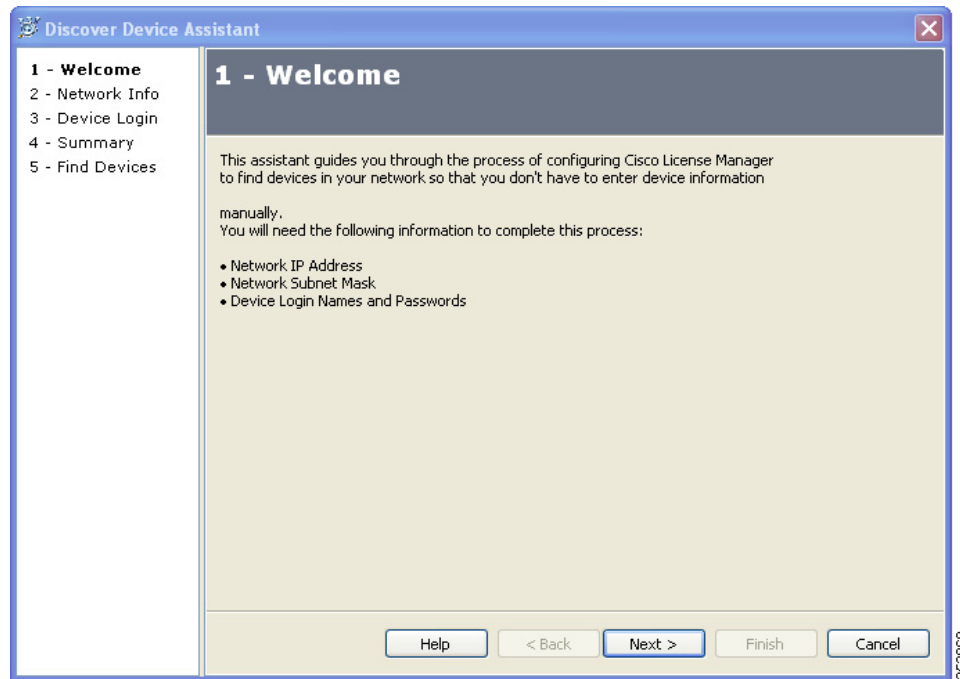 Discover Device Assistant
1 - Welcome
2 - Network Info
3 - Device Login
4 - Summary
5 - Find Devices
1 - Welcome
This assistant guides you through the process of configuring Cisco License Manager
to find devices in your network so that you don't have to enter device information
manually.
You will need the following information to complete this process:
• Network IP Address
• Network Subnet Mask
• Device Login Names and Passwords
Help
< Back
Next >
Finish
Cancel